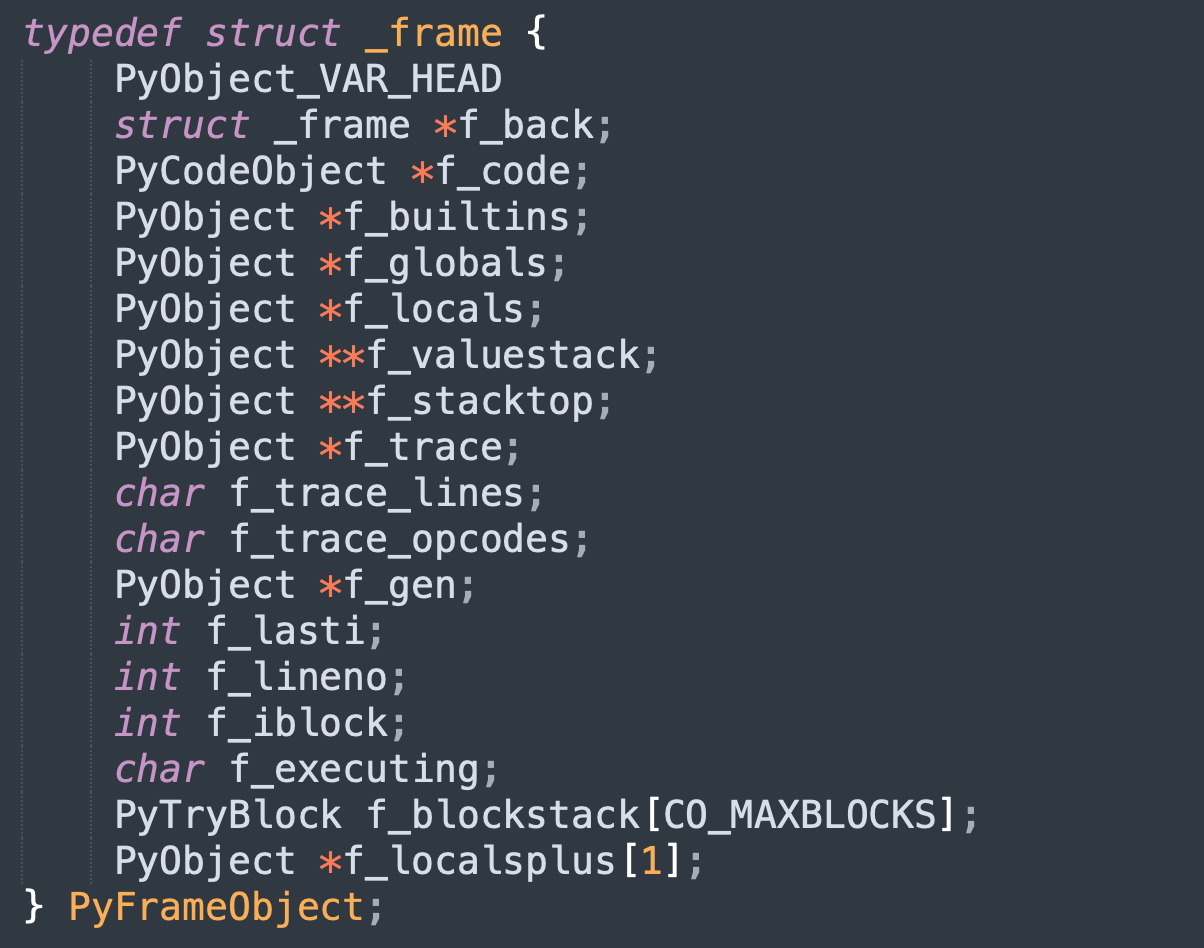 typedef struct _frame {
    PyObject_VAR_HEAD
    struct _frame *f_back;
    PyCodeObject *f_code;
    PyObject *f_builtins;
    PyObject *f_globals;
    PyObject *f_locals;
    PyObject **f_valuestack;
    PyObject **f_stacktop;
    PyObject *f_trace;
    char f_trace_lines;
    char f_trace_opcodes;
    PyObject *f_gen;
    int f_lasti;
    int f_lineno;
    int f_iblock;
    char f_executing;
    PyTryBlock f_blockstack[CO_MAXBLOCKS];
    PyObject *f_localsplus[1];
} PyFrameObject;